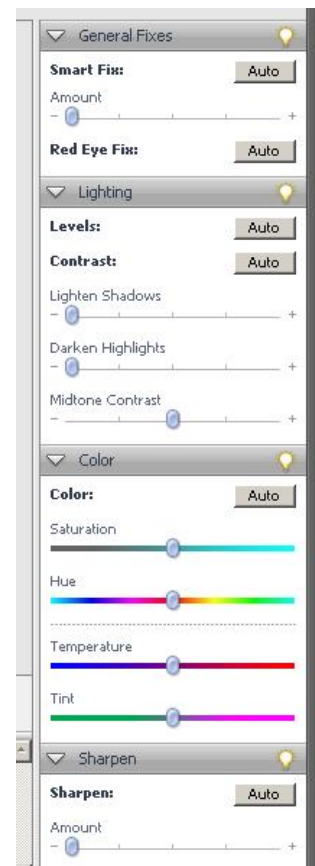 General Fixes
Smart Fix: Auto
Amount
- +
Red Eye Fix: Auto
Lighting
Levels: Auto
Contrast: Auto
Lighten Shadows
- +
Darken Highlights
- +
Midtone Contrast
- +
Color
Color: Auto
Saturation
Hue
Temperature
Tint
Sharpen
Sharpen: Auto
Amount
- +